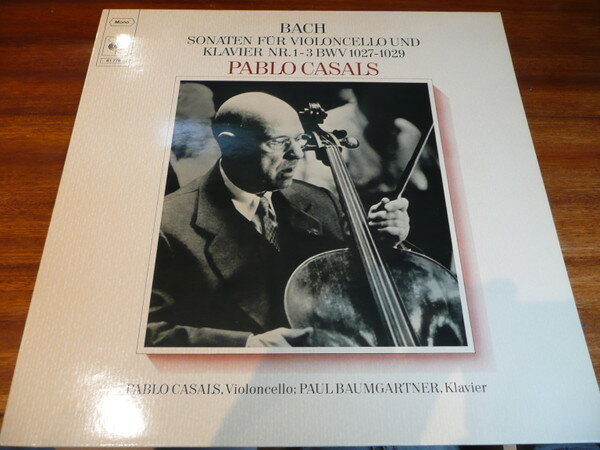 Mono
BACH
SONATEN FÜR VIOLONCELLO UND
KLAVIER NR.1-3 BWV 1027-1029
PABLO CASALS
PABLO CASALS, Violoncello; PAUL BAUMGARTNER, Klavier